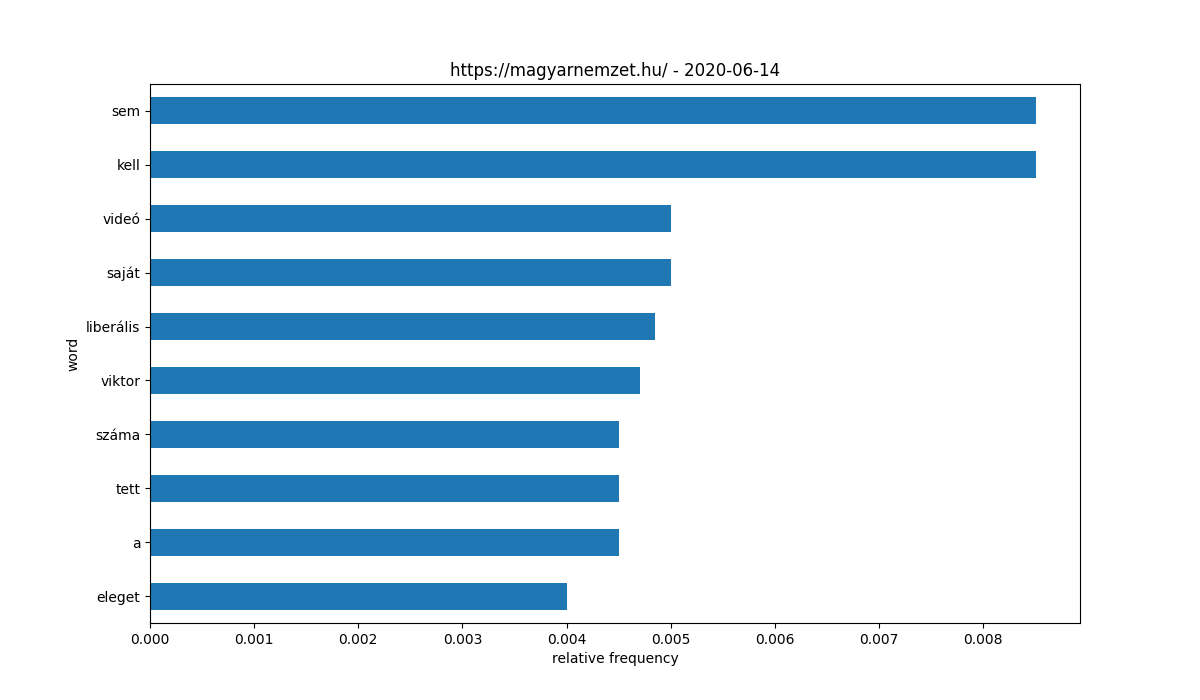 https://magyarnemzet.hu/ - 2020-06-14
sem
kell
videó
saját
liberális
viktor
száma
tett
a
eleget
word
0.000 0.001 0.002 0.003 0.004 0.005 0.006 0.007 0.008
relative frequency